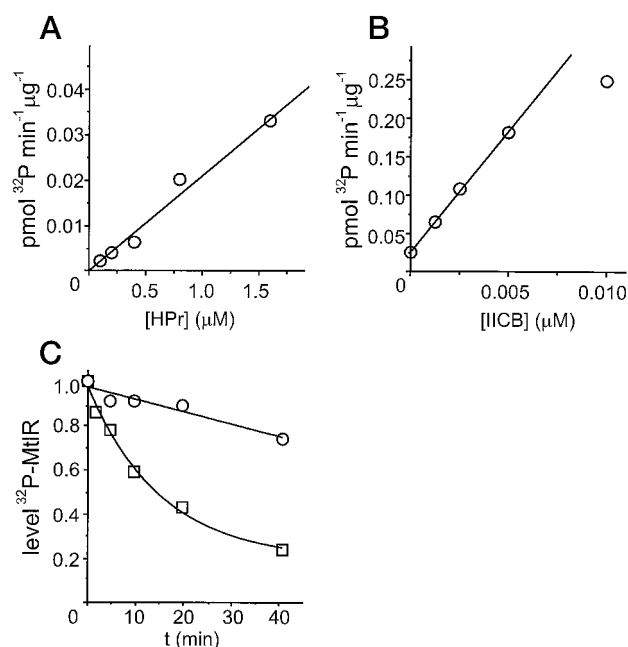 A
pmol ³²P min⁻¹ µg⁻¹
0.04
0.03
0.02
0.01
0
0.5
1.0
1.5
[HPr] (µM)
B
pmol ³²P min⁻¹ µg⁻¹
0.25
0.20
0.15
0.10
0.05
0
0.005
0.010
[IICB] (µM)
C
level ³²P-MtlR
1.0
0.8
0.6
0.4
0.2
0
10
20
30
40
t (min)